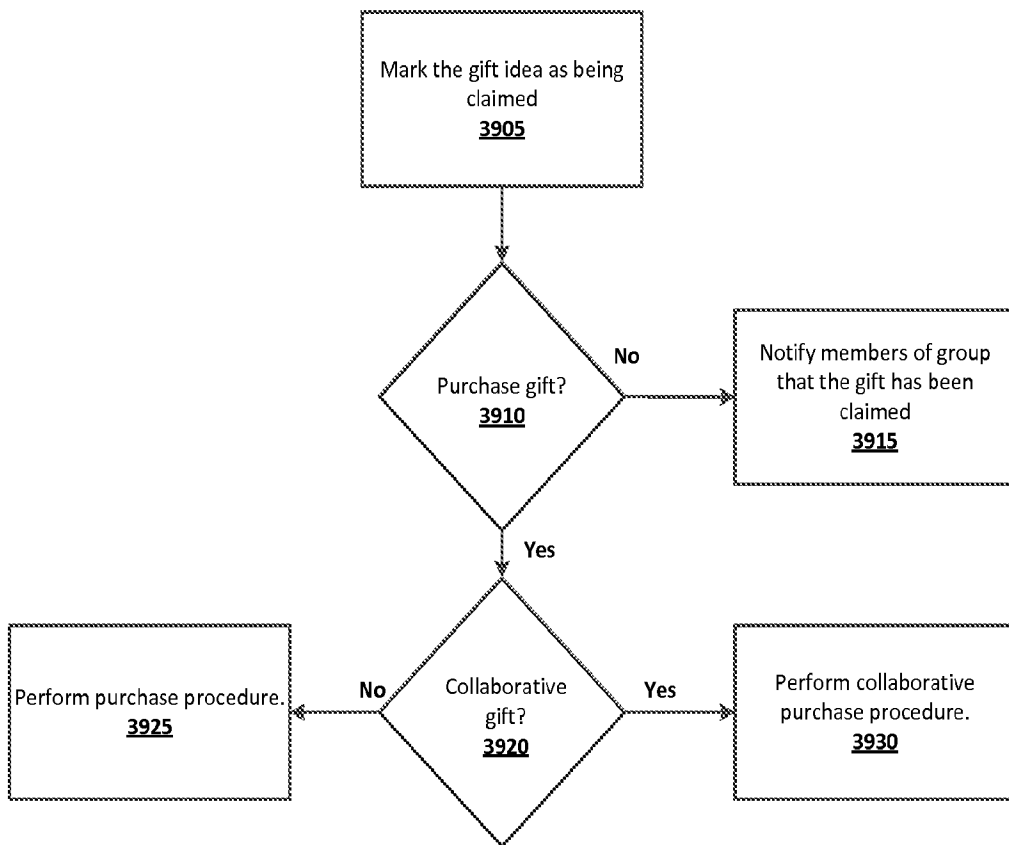 Mark the gift idea as being
claimed
3905
Purchase gift?
3910
No
Notify members of group
that the gift has been
claimed
3915
Yes
Perform purchase procedure.
3925
No
Collaborative
gift?
3920
Yes
Perform collaborative
purchase procedure.
3930